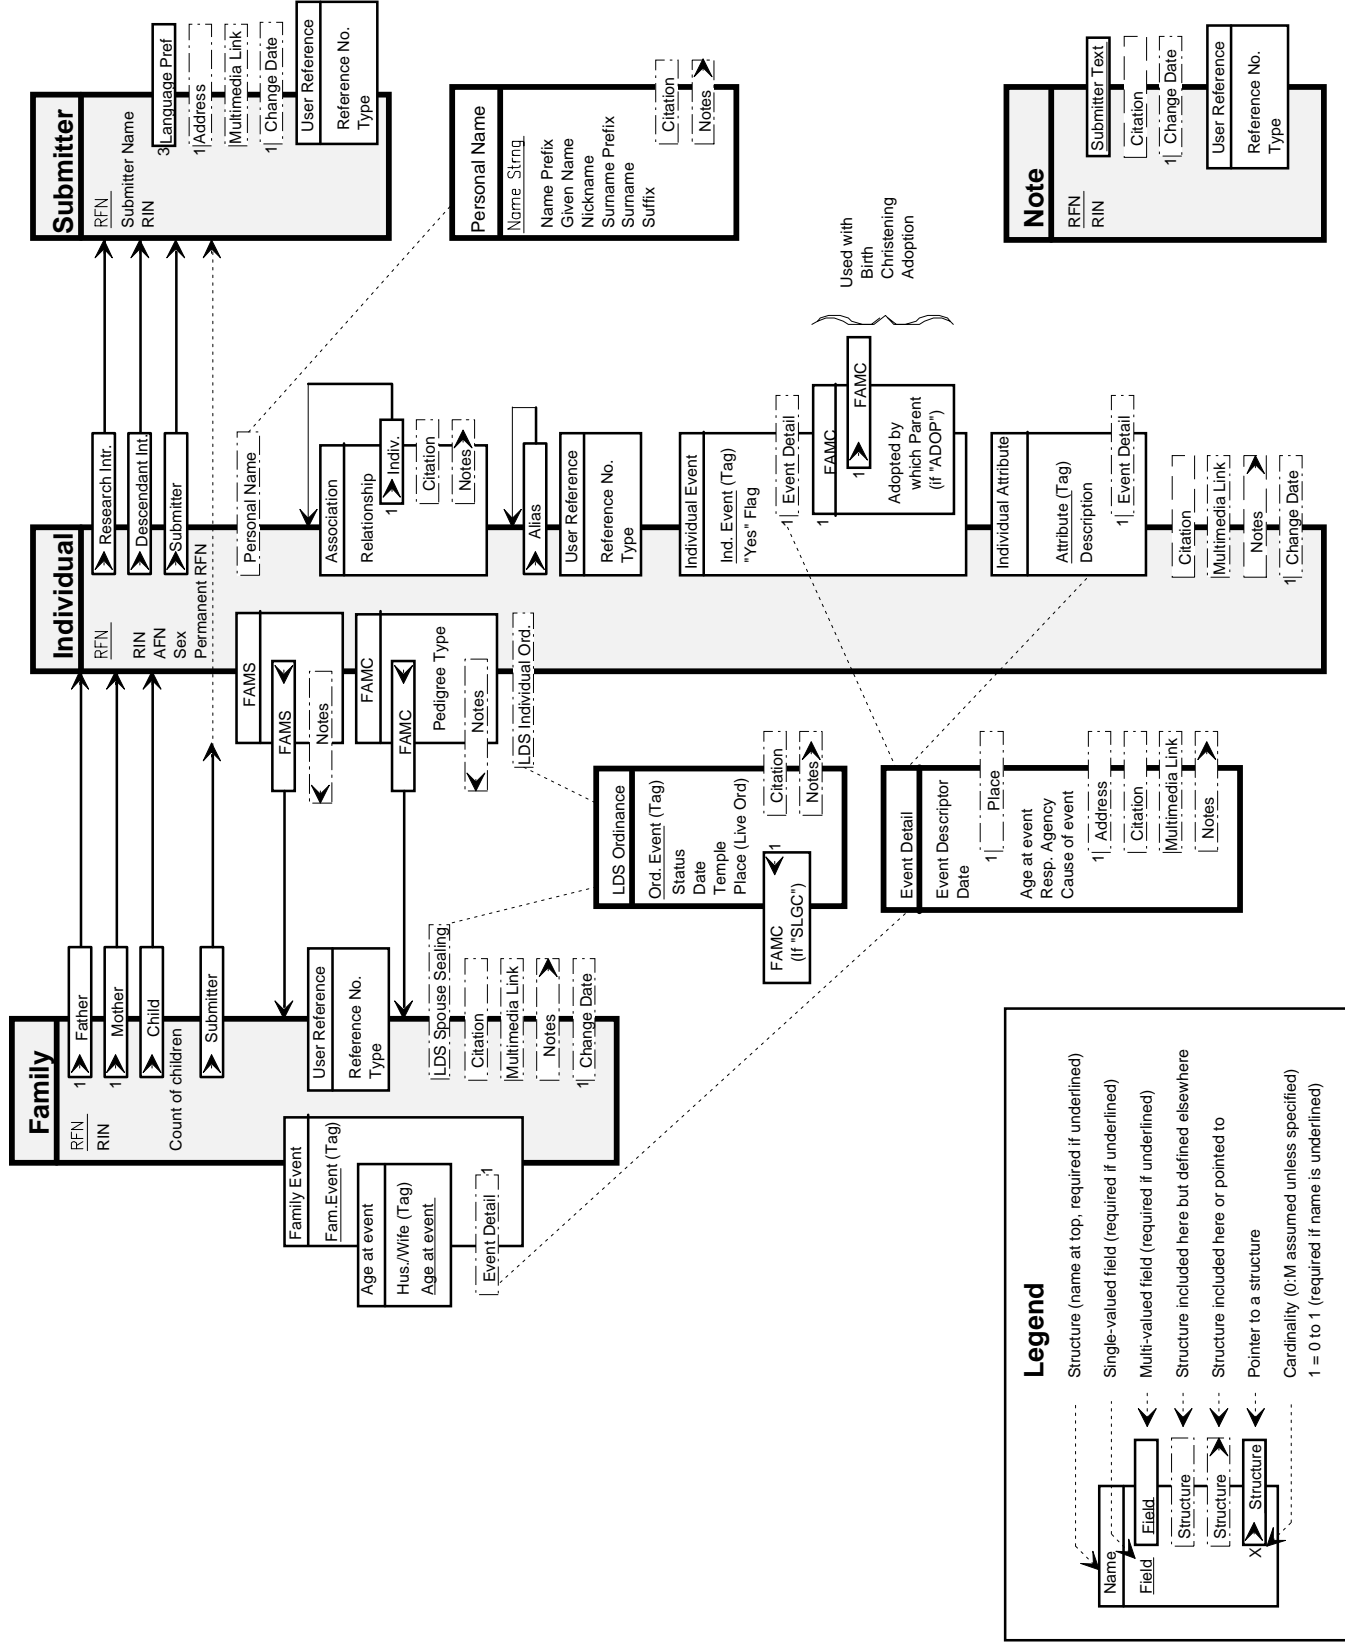 Family
RFN
RIN
1
Father
1
Mother
Child
Count of children
Submitter
User Reference
Reference No.
Type
LDS Spouse Sealing
Citation
Multimedia Link
Notes
1
Change Date
Family Event
Fam.Event (Tag)
Age at event
Hus./Wife (Tag)
Age at event
Event Detail
1
Individual
RFN
RIN
AFN
Sex
Permanent RFN
Research Intr.
Descendant Int.
Submitter
Personal Name
FAMS
FAMS
Notes
FAMC
FAMC
Pedigree Type
Notes
LDS Individual Ord.
Association
Relationship
1
Indiv.
Citation
Notes
Alias
User Reference
Reference No.
Type
Individual Event
Ind. Event (Tag)
"Yes" Flag
1
Event Detail
1
FAMC
1
FAMC
Adopted by
which Parent
(if "ADOP")
Used with
Birth
Christening
Adoption
Individual Attribute
Attribute (Tag)
Description
1
Event Detail
Citation
Multimedia Link
Notes
1
Change Date
Submitter
RFN
Submitter Name
RIN
3
Language Pref
1
Address
Multimedia Link
1
Change Date
User Reference
Reference No.
Type
Personal Name
Name Strng
Name Prefix
Given Name
Nickname
Surname Prefix
Surname
Suffix
Citation
Notes
LDS Ordinance
Ord. Event (Tag)
Status
Date
Temple
Place (Live Ord)
Citation
Notes
1
FAMC
(If "SLGC")
Event Detail
Event Descriptor
Date
1
Place
Age at event
Resp. Agency
Cause of event
1
Address
Citation
Multimedia Link
Notes
Note
RFN
RIN
Submitter Text
Citation
1
Change Date
User Reference
Reference No.
Type
Legend
Name
Field
Field
Structure
Structure
X
Structure
Structure (name at top, required if underlined)
Single-valued field (required if underlined)
Multi-valued field (required if underlined)
Structure included here but defined elsewhere
Structure included here or pointed to
Pointer to a structure
Cardinality (0:M assumed unless specified)
1 = 0 to 1 (required if name is underlined)